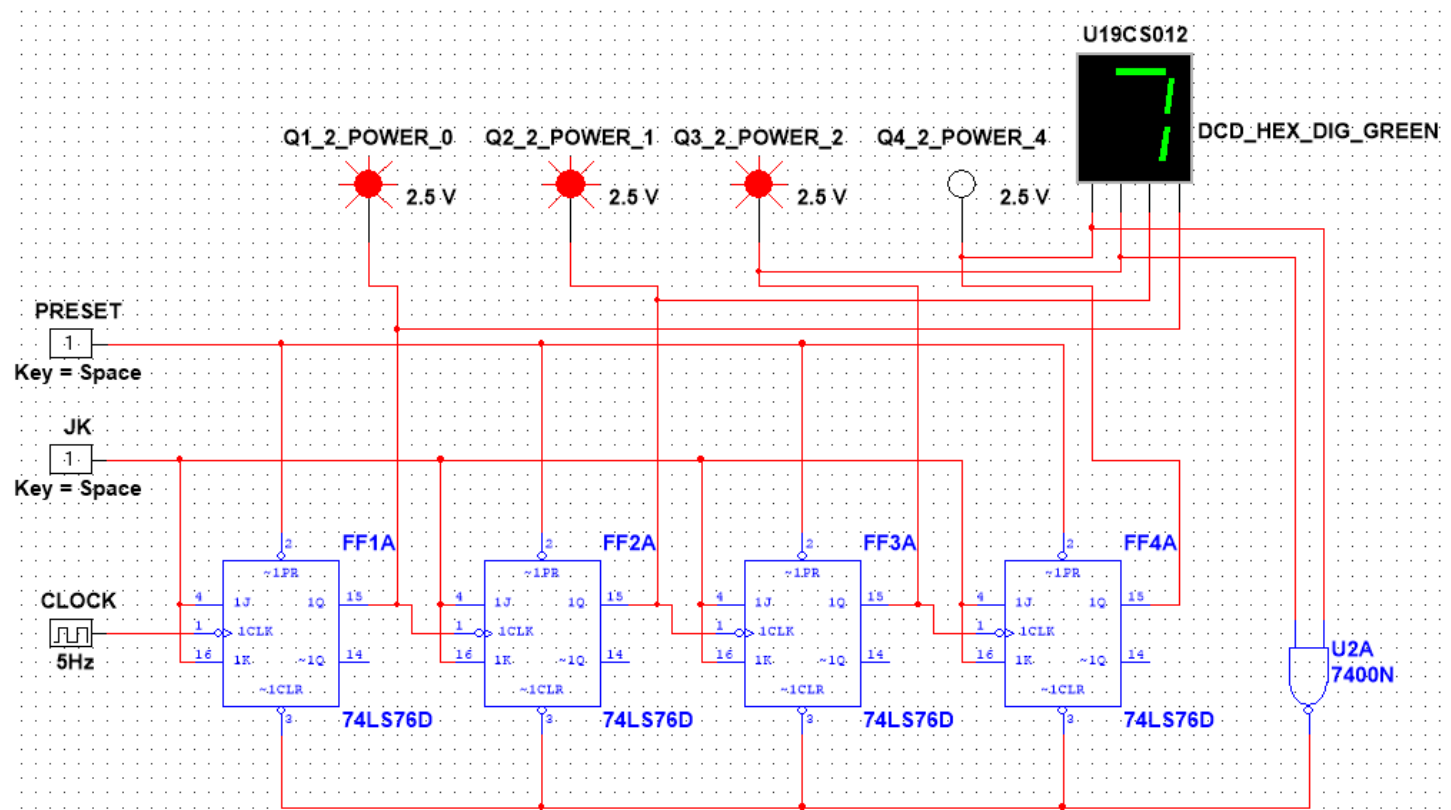 U19CS012
DCD_HEX_DIG_GREEN
Q1_2_POWER_0 Q2_2_POWER_1 Q3_2_POWER_2 Q4_2_POWER_4
2.5 V 2.5 V 2.5 V 2.5 V
PRESET
1
Key = Space
JK
1
Key = Space
2 FF1A 2 FF2A 2 FF3A 2 FF4A
~1PR ~1PR ~1PR ~1PR
CLOCK
4 1J 1Q 15 4 1J 1Q 15 4 1J 1Q 15 4 1J 1Q 15
1 1CLK 1 1CLK 1 1CLK 1 1CLK
5Hz
16 1K ~1Q 14 16 1K ~1Q 14 16 1K ~1Q 14 16 1K ~1Q 14
U2A
7400N
~1CLR ~1CLR ~1CLR ~1CLR
3 74LS76D 3 74LS76D 3 74LS76D 3 74LS76D
7